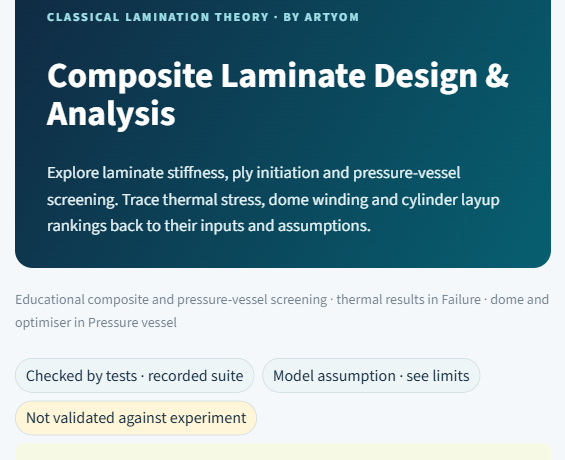 CLASSICAL LAMINATION THEORY · BY ARTYOM
Composite Laminate Design &
Analysis
Explore laminate stiffness, ply initiation and pressure-vessel
screening. Trace thermal stress, dome winding and cylinder layup
rankings back to their inputs and assumptions.
Educational composite and pressure-vessel screening · thermal results in Failure · dome and
optimiser in Pressure vessel
Checked by tests · recorded suite
Model assumption · see limits
Not validated against experiment